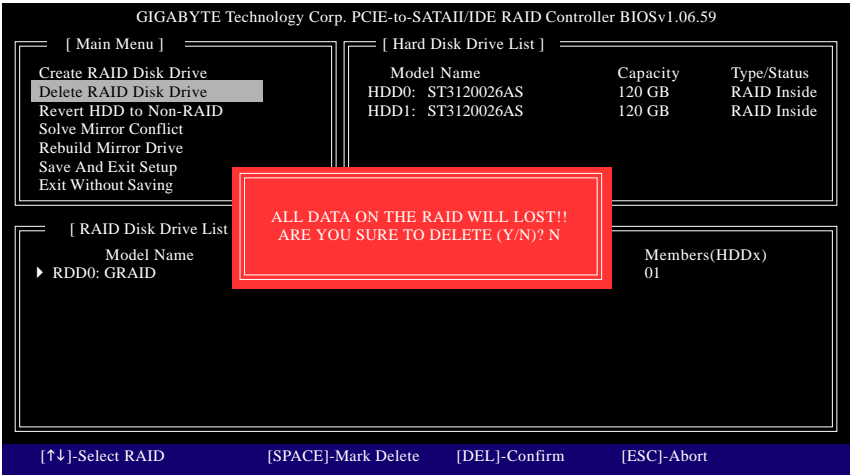 GIGABYTE Technology Corp. PCIE-to-SATAII/IDE RAID Controller BIOSv1.06.59
[ Main Menu ]
Create RAID Disk Drive
Delete RAID Disk Drive
Revert HDD to Non-RAID
Solve Mirror Conflict
Rebuild Mirror Drive
Save And Exit Setup
Exit Without Saving
[ Hard Disk Drive List ]
Model Name Capacity Type/Status
HDD0: ST3120026AS 120 GB RAID Inside
HDD1: ST3120026AS 120 GB RAID Inside
ALL DATA ON THE RAID WILL LOST!!
ARE YOU SURE TO DELETE (Y/N)? N
[ RAID Disk Drive List
Model Name Members(HDDx)
RDD0: GRAID 01
[↑↓]-Select RAID [SPACE]-Mark Delete [DEL]-Confirm [ESC]-Abort